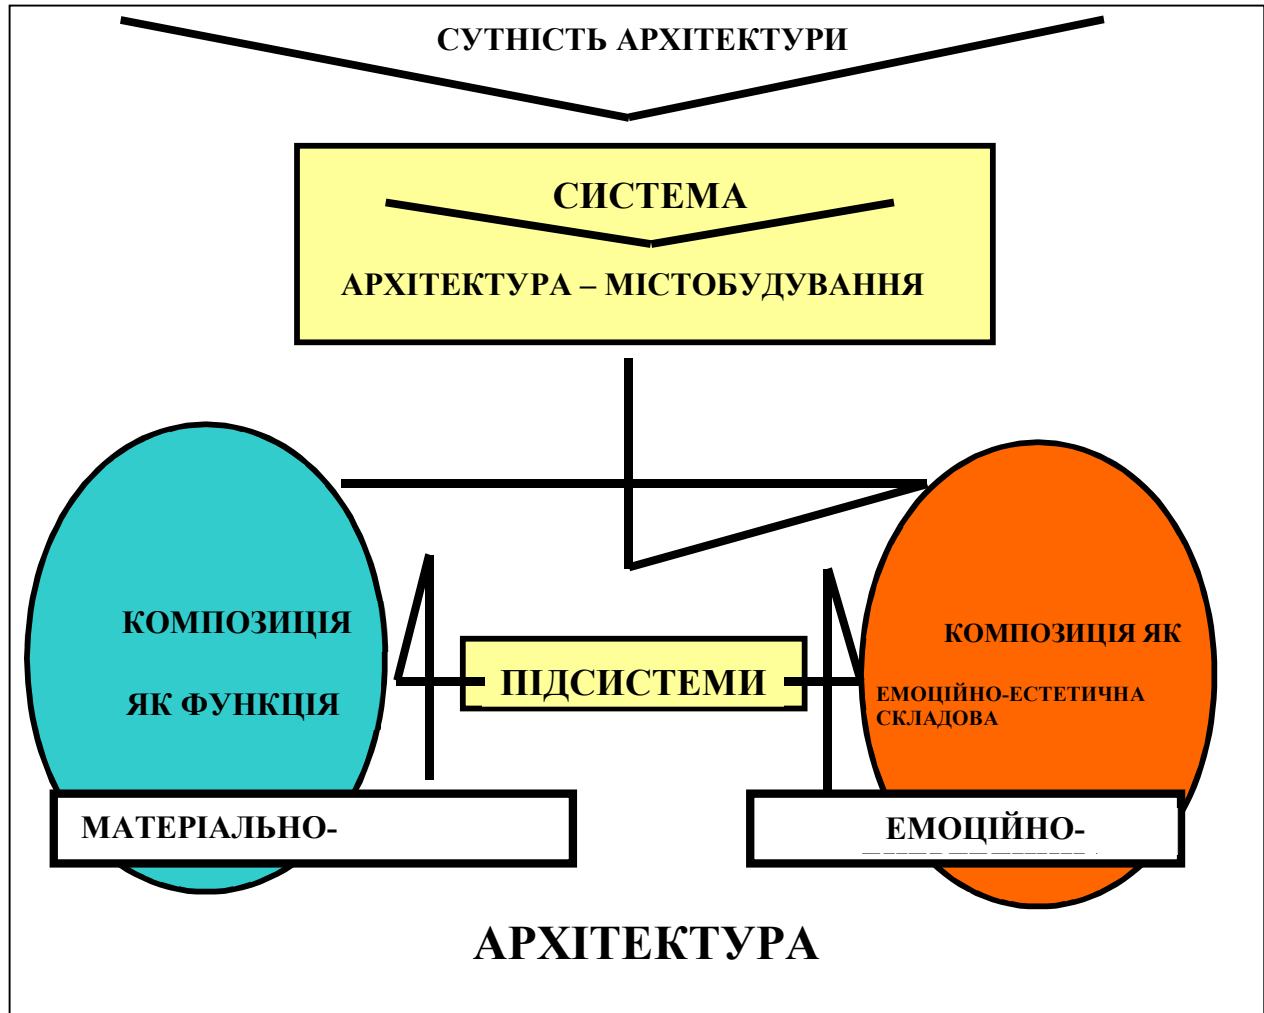 СУТНІСТЬ АРХІТЕКТУРИ
СИСТЕМА
АРХІТЕКТУРА – МІСТОБУДУВАННЯ
КОМПОЗИЦІЯ
ЯК ФУНКЦІЯ
ПІДСИСТЕМИ
КОМПОЗИЦІЯ ЯК
ЕМОЦІЙНО-ЕСТЕТИЧНА
СКЛАДОВА
МАТЕРІАЛЬНО-
ЕМОЦІЙНО-
АРХІТЕКТУРА